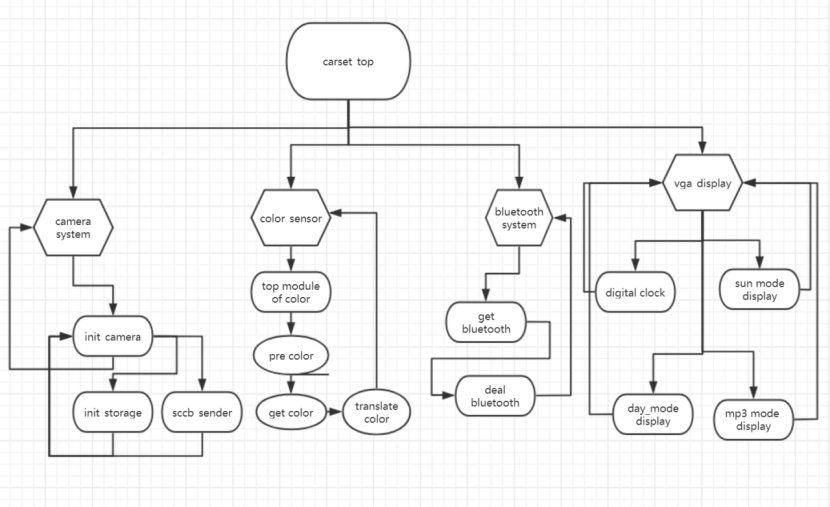 carset top
camera
system
color sensor
bluetooth
system
vga display
top module
of color
digital clock
sun mode
display
init camera
get
bluetooth
pre color
init storage
sccb sender
get color
translate
color
deal
bluetooth
day_mode
display
mp3 mode
display